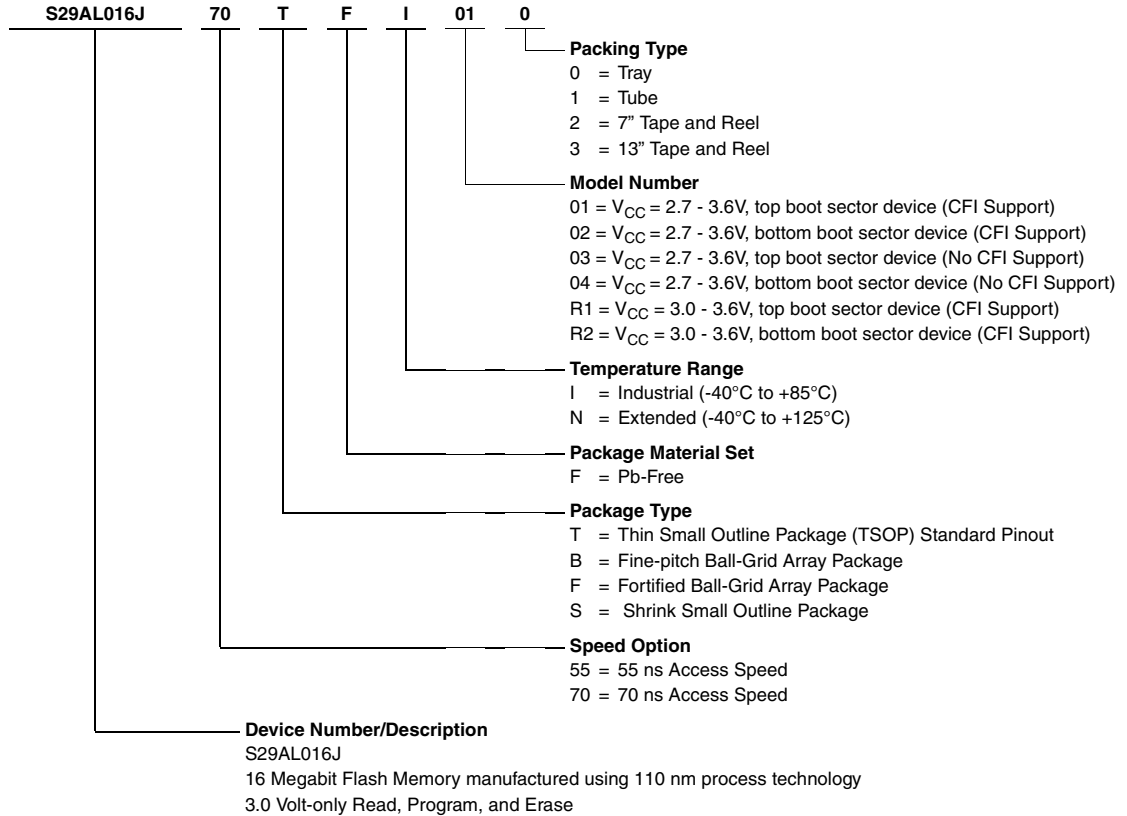 S29AL016J 70 T F I 01 0
Packing Type
0 = Tray
1 = Tube
2 = 7” Tape and Reel
3 = 13” Tape and Reel
Model Number
01 = VCC = 2.7 - 3.6V, top boot sector device (CFI Support)
02 = VCC = 2.7 - 3.6V, bottom boot sector device (CFI Support)
03 = VCC = 2.7 - 3.6V, top boot sector device (No CFI Support)
04 = VCC = 2.7 - 3.6V, bottom boot sector device (No CFI Support)
R1 = VCC = 3.0 - 3.6V, top boot sector device (CFI Support)
R2 = VCC = 3.0 - 3.6V, bottom boot sector device (CFI Support)
Temperature Range
I = Industrial (-40°C to +85°C)
N = Extended (-40°C to +125°C)
Package Material Set
F = Pb-Free
Package Type
T = Thin Small Outline Package (TSOP) Standard Pinout
B = Fine-pitch Ball-Grid Array Package
F = Fortified Ball-Grid Array Package
S = Shrink Small Outline Package
Speed Option
55 = 55 ns Access Speed
70 = 70 ns Access Speed
Device Number/Description
S29AL016J
16 Megabit Flash Memory manufactured using 110 nm process technology
3.0 Volt-only Read, Program, and Erase